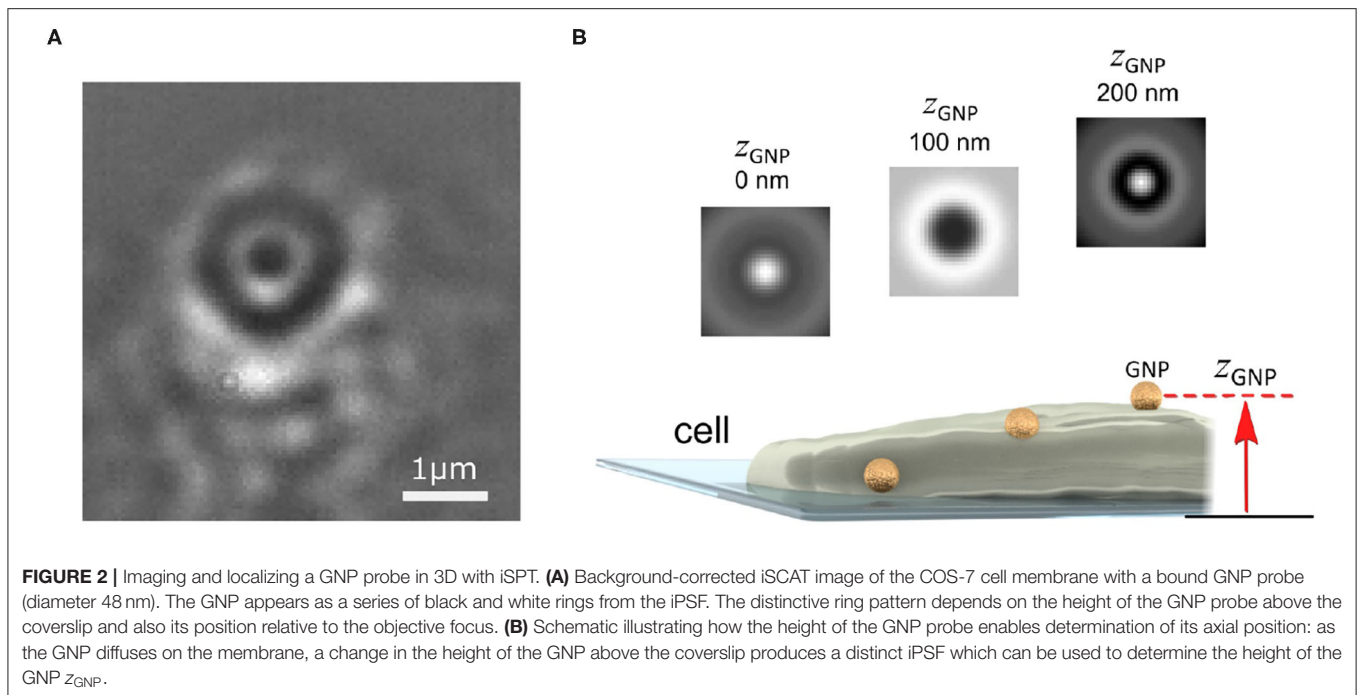 A
B
z_GNP
0 nm
z_GNP
100 nm
z_GNP
200 nm
1µm
cell
GNP
z_GNP
FIGURE 2 | Imaging and localizing a GNP probe in 3D with iSPT. (A) Background-corrected iSCAT image of the COS-7 cell membrane with a bound GNP probe
(diameter 48 nm). The GNP appears as a series of black and white rings from the iPSF. The distinctive ring pattern depends on the height of the GNP probe above the
coverslip and also its position relative to the objective focus. (B) Schematic illustrating how the height of the GNP probe enables determination of its axial position: as
the GNP diffuses on the membrane, a change in the height of the GNP above the coverslip produces a distinct iPSF which can be used to determine the height of the
GNP z_GNP.